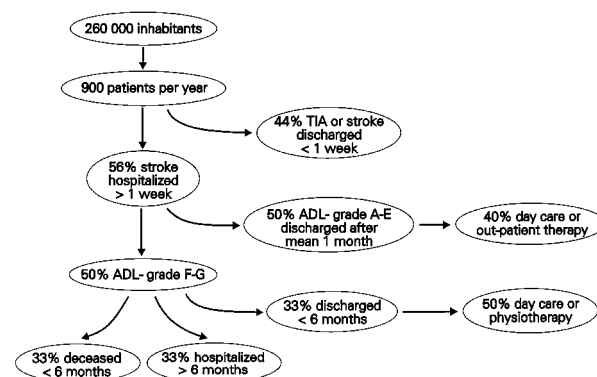 260 000 inhabitants
900 patients per year
44% TIA or stroke
discharged
< 1 week
56% stroke
hospitalized
> 1 week
50% ADL- grade A-E
discharged after
mean 1 month
40% day care or
out-patient therapy
50% ADL- grade F-G
33% discharged
< 6 months
50% day care or
physiotherapy
33% deceased
< 6 months
33% hospitalized
> 6 months